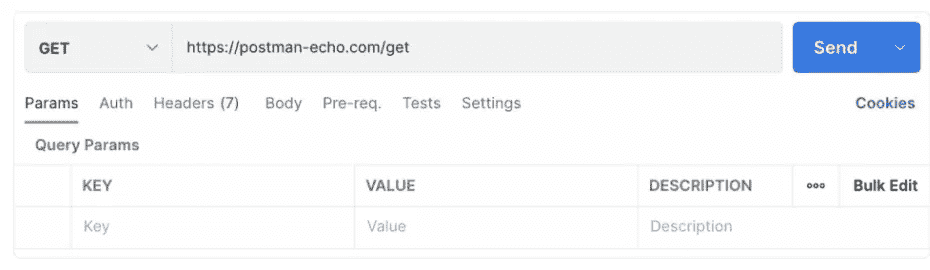 GET https://postman-echo.com/get Send
Params Auth Headers (7) Body Pre-req. Tests Settings Cookies
Query Params
KEY VALUE DESCRIPTION ooo Bulk Edit
Key Value Description